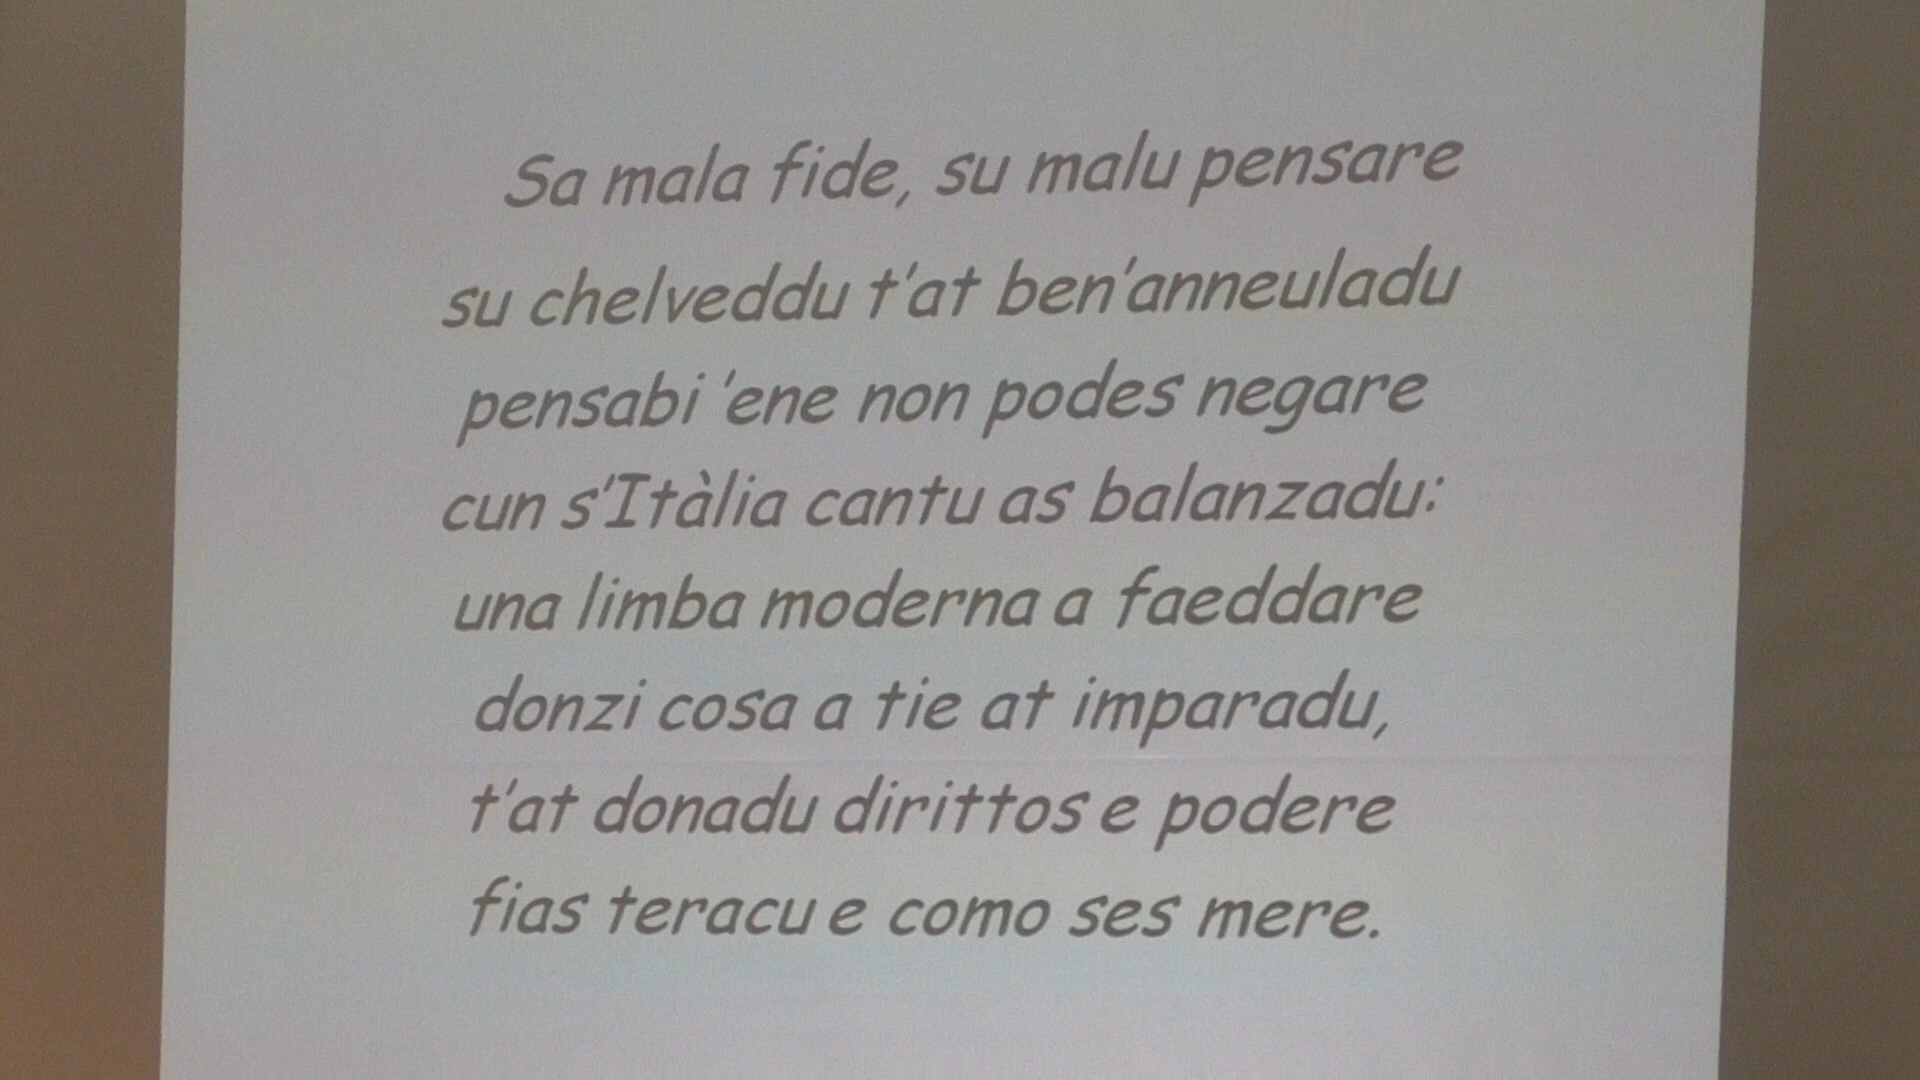 Sa mala fide, su malu pensare
su chelveddu t'at ben'anneuladu
pensabi 'ene non podes negare
cun s'Itàlia cantu as balanzadu:
una limba moderna a faeddare
donzi cosa a tie at imparadu,
t'at donadu dirittos e podere
fias teracu e como ses mere.